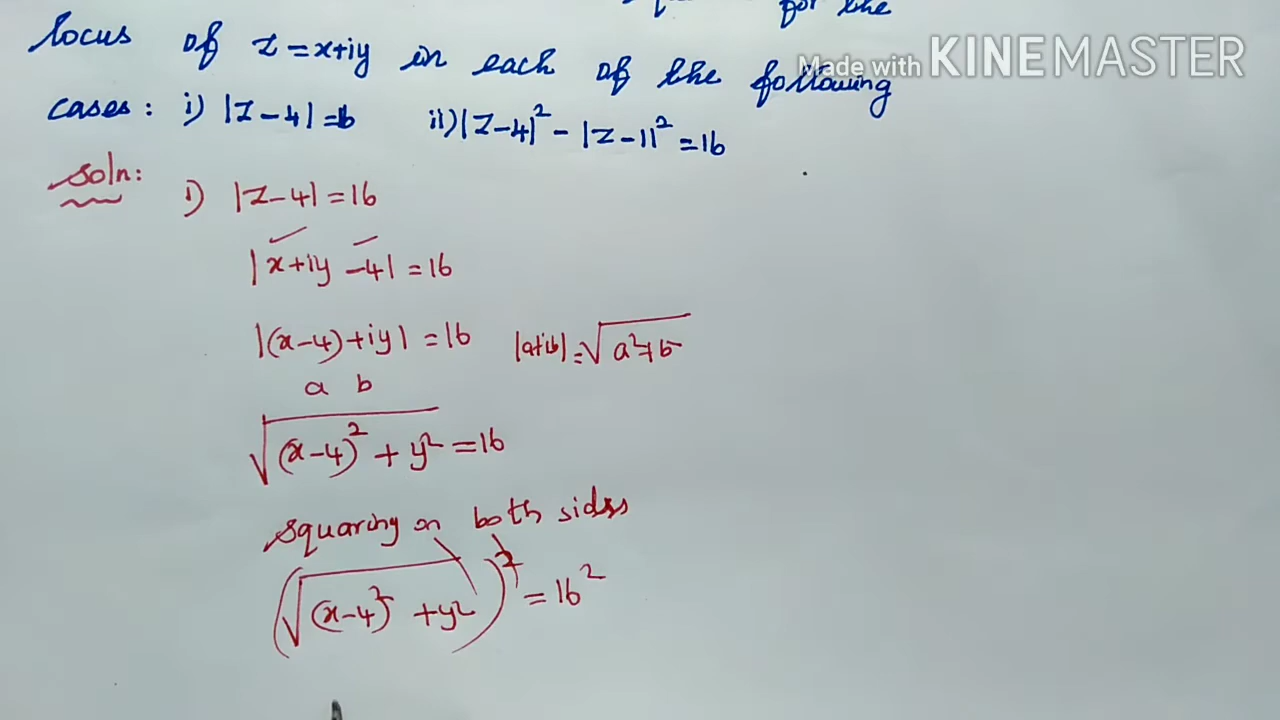 for the
locus of z = x+iy in each of the following
Made with KINEMASTER
cases: i) |z-4|=16 ii) |z-4|² - |z-1|² = 16
Soln:
i) |z-4| = 16
|x+iy -4| = 16
|(x-4)+iy| = 16 |a+ib| = √a²+b²
a b
√(x-4)² + y² = 16
squaring on both sides
(√(x-4)² + y²)² = 16²